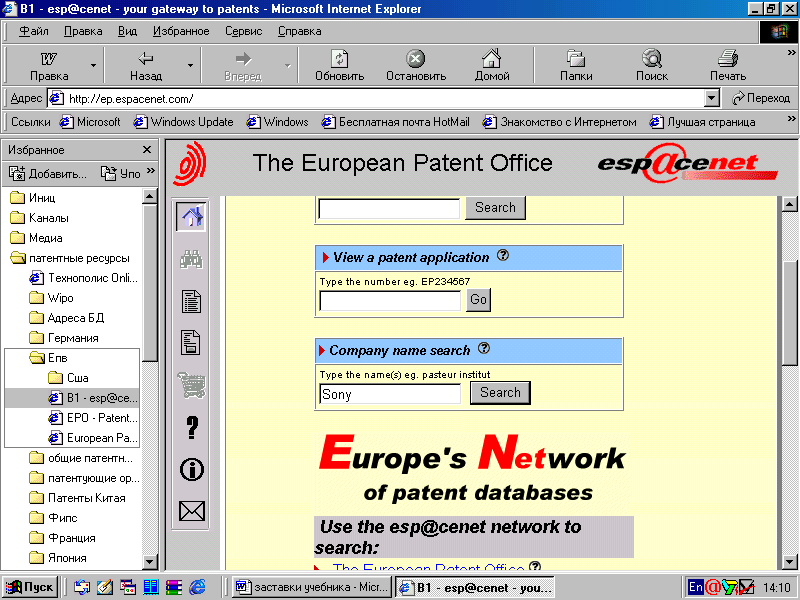 B1 - esp@cenet - your gateway to patents - Microsoft Internet Explorer
Файл Правка Вид Избранное Сервис Справка
Правка Назад Вперед Обновить Остановить Домой Папки Поиск Печать
Адрес http://ep.espacenet.com/ Переход
Ссылки Microsoft Windows Update Windows Бесплатная почта HotMail Знакомство с Интернетом Лучшая страница
Избранное
Добавить... Упо
Иниц
Каналы
Медиа
патентные ресурсы
Технополис Onli...
Wipo
Адреса БД
Германия
Епв
Сша
B1 - esp@ce...
EPO - Patent...
European Pa...
общие патентн...
патентующие ор...
Патенты Китая
Фипс
Франция
Япония
The European Patent Office espacenet
Search
View a patent application
Type the number eg. EP234567
Go
Company name search
Type the name(s) eg. pasteur institut
Sony Search
Europe's Network
of patent databases
Use the esp@cenet network to
search:
The European Patent Office
Пуск заставки учебника - Micr... B1 - esp@cenet - you... En 14:10